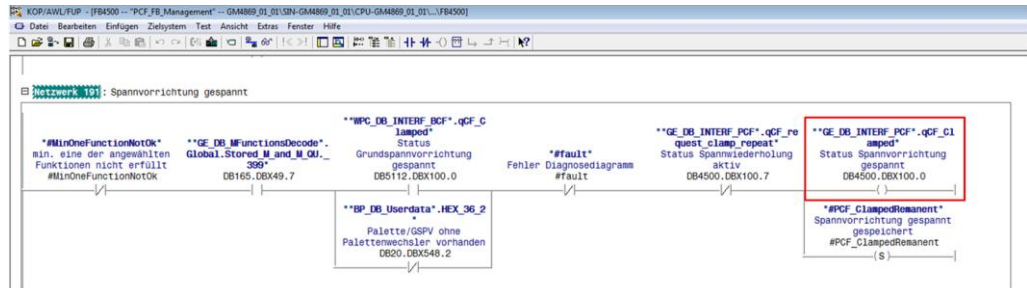 KOP/AWL/FUP - [FB4500 -- "PCF_FB_Management" -- GM4869_01_01\SIN-GM4869_01_01\CPU-GM4869_01_01\...\FB4500]
Datei Bearbeiten Einfügen Zielsystem Test Ansicht Extras Fenster Hilfe
Netzwerk 191: Spannvorrichtung gespannt
"#MinOneFunctionNotOk"
min. eine der angewählten
Funktionen nicht erfüllt
#MinOneFunctionNotOk
""GE_DB_MFunctionsDecode".
Global.Stored_M_and_M_QU._
399"
DB165.DBX49.7
""WPC_DB_INTERF_BCF".qCF_C
lamped"
Status
Grundspannvorrichtung
gespannt
DB5112.DBX100.0
"#fault"
Fehler Diagnosediagramm
#fault
""GE_DB_INTERF_PCF".qCF_re
quest_clamp_repeat"
Status Spannwiederholung
aktiv
DB4500.DBX100.7
""GE_DB_INTERF_PCF".qCF_Cl
amped"
Status Spannvorrichtung
gespannt
DB4500.DBX100.0
""BP_DB_Userdata".HEX_36_2
"
Palette/GSPV ohne
Palettenwechsler vorhanden
DB20.DBX548.2
"#PCF_ClampedRemanent"
Spannvorrichtung gespannt
gespeichert
#PCF_ClampedRemanent
S